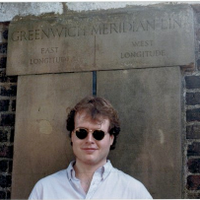 GREENWICH MERIDIAN LINE
EAST WEST
LONGITUDE LONGITUDE